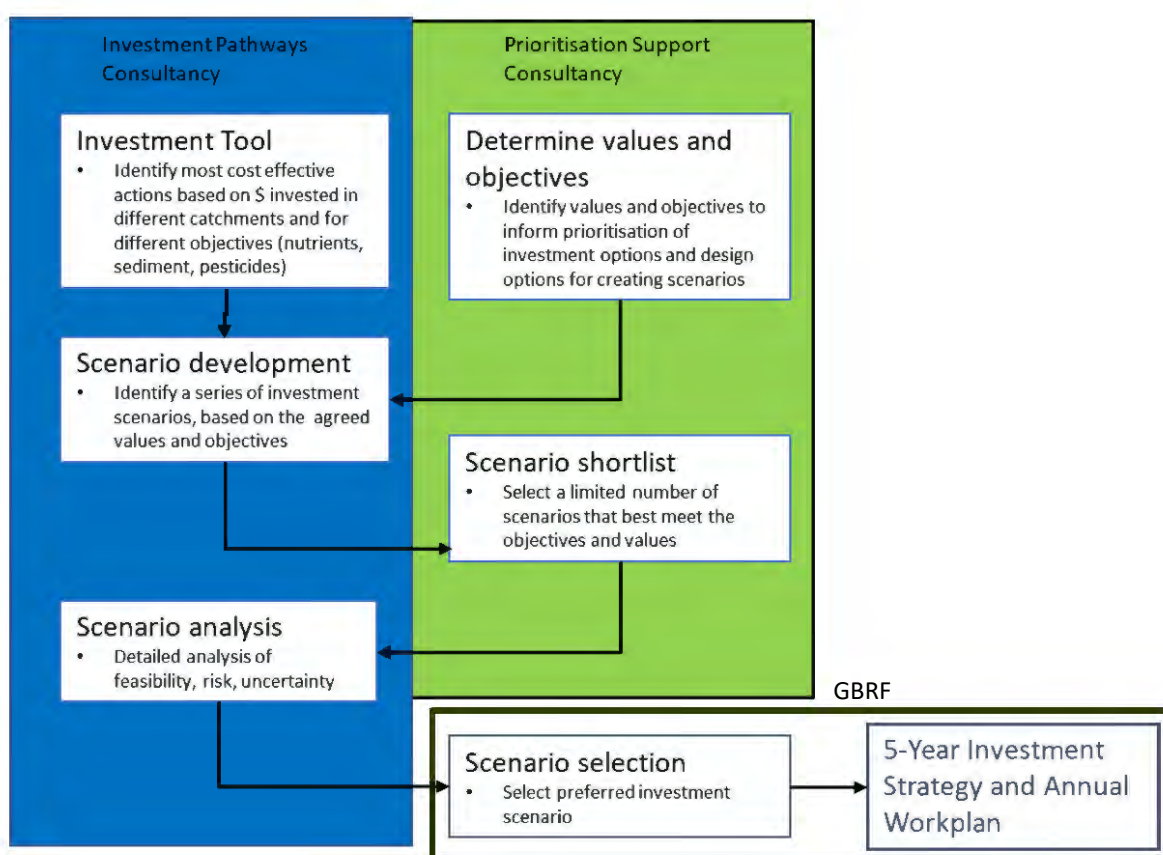 Investment Pathways
Consultancy
Prioritisation Support
Consultancy
Investment Tool
• Identify most cost effective
actions based on $ invested in
different catchments and for
different objectives (nutrients,
sediment, pesticides)
Determine values and
objectives
• Identify values and objectives to
inform prioritisation of
investment options and design
options for creating scenarios
Scenario development
• Identify a series of investment
scenarios, based on the agreed
values and objectives
Scenario shortlist
• Select a limited number of
scenarios that best meet the
objectives and values
Scenario analysis
• Detailed analysis of
feasibility, risk, uncertainty
GBRF
Scenario selection
• Select preferred investment
scenario
5-Year Investment
Strategy and Annual
Workplan